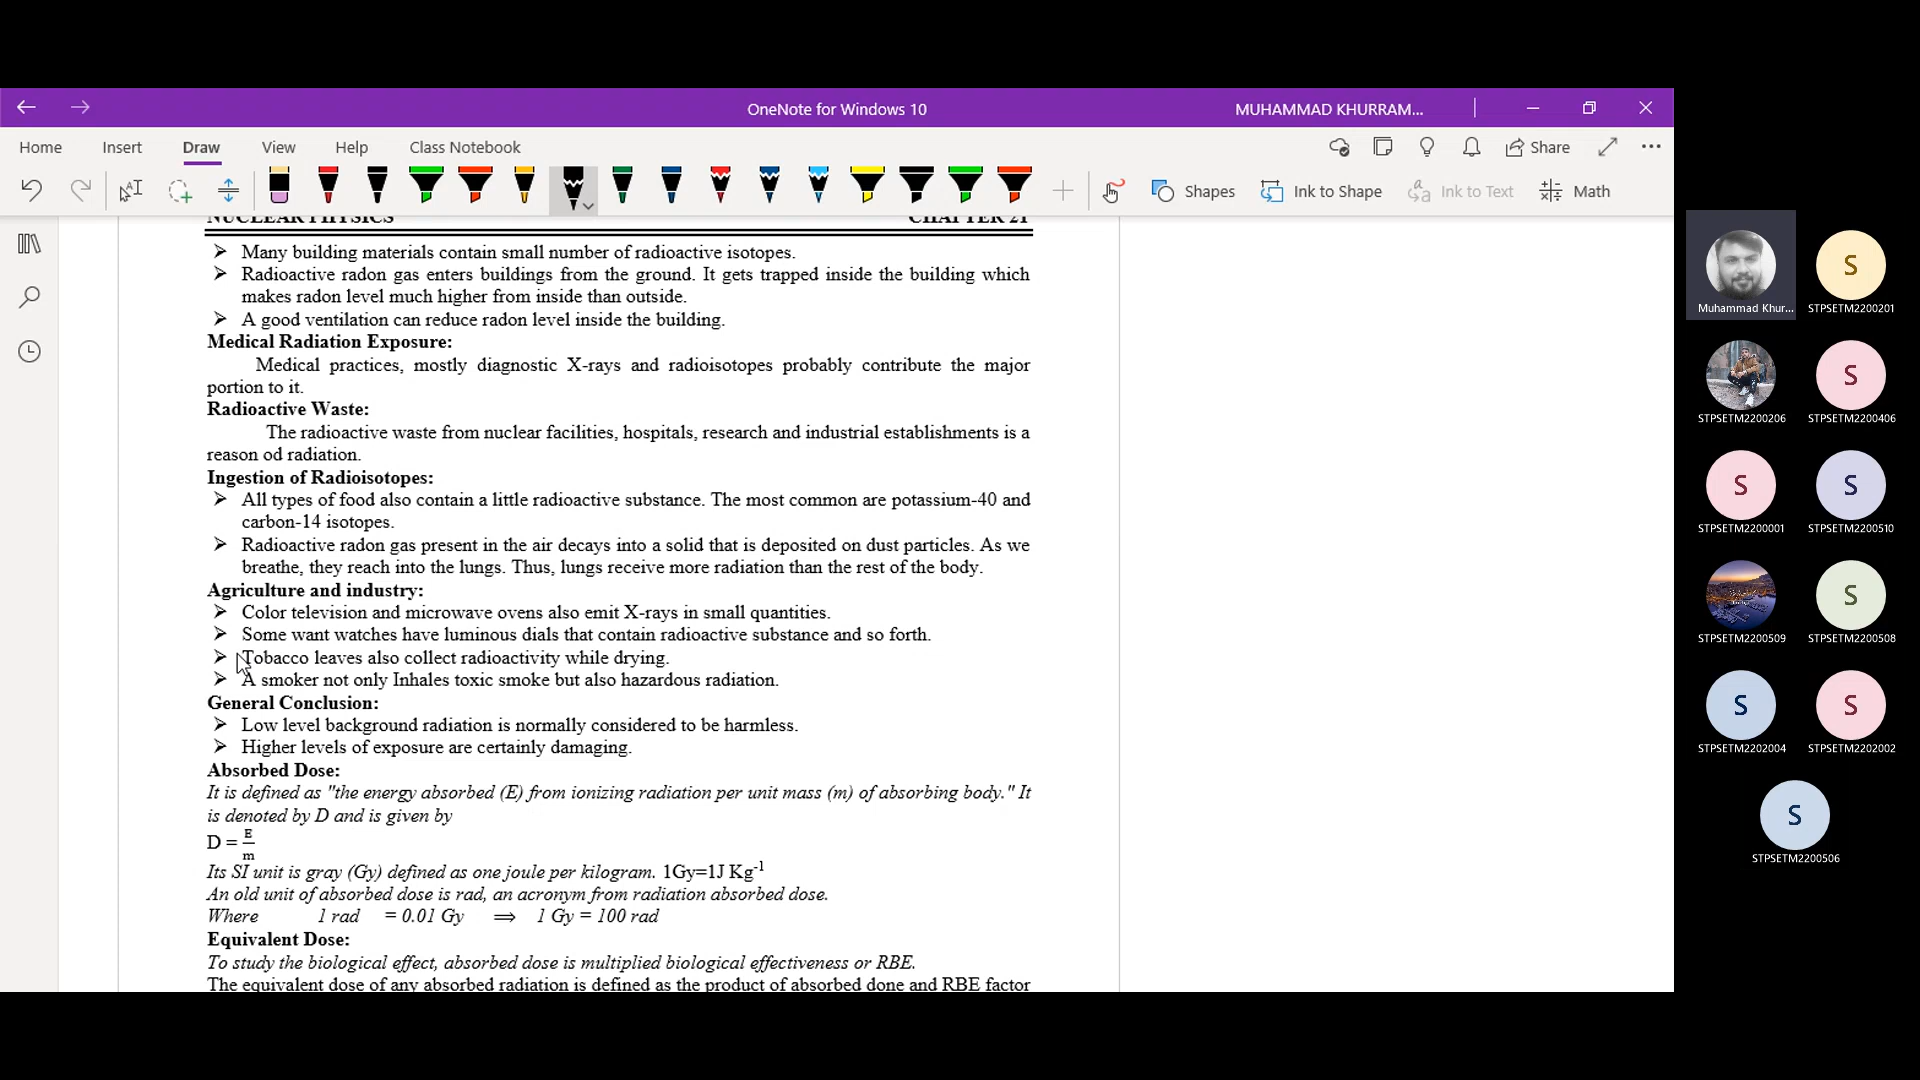 OneNote for Windows 10
MUHAMMAD KHURRAM...
Home Insert Draw View Help Class Notebook
Share
Shapes Ink to Shape Ink to Text Math
NUCLEAR PHYSICS CHAPTER 21
➢ Many building materials contain small number of radioactive isotopes.
➢ Radioactive radon gas enters buildings from the ground. It gets trapped inside the building which
makes radon level much higher from inside than outside.
➢ A good ventilation can reduce radon level inside the building.
Medical Radiation Exposure:
Medical practices, mostly diagnostic X-rays and radioisotopes probably contribute the major
portion to it.
Radioactive Waste:
The radioactive waste from nuclear facilities, hospitals, research and industrial establishments is a
reason od radiation.
Ingestion of Radioisotopes:
➢ All types of food also contain a little radioactive substance. The most common are potassium-40 and
carbon-14 isotopes.
➢ Radioactive radon gas present in the air decays into a solid that is deposited on dust particles. As we
breathe, they reach into the lungs. Thus, lungs receive more radiation than the rest of the body.
Agriculture and industry:
➢ Color television and microwave ovens also emit X-rays in small quantities.
➢ Some want watches have luminous dials that contain radioactive substance and so forth.
➢ Tobacco leaves also collect radioactivity while drying.
➢ A smoker not only Inhales toxic smoke but also hazardous radiation.
General Conclusion:
➢ Low level background radiation is normally considered to be harmless.
➢ Higher levels of exposure are certainly damaging.
Absorbed Dose:
It is defined as "the energy absorbed (E) from ionizing radiation per unit mass (m) of absorbing body." It
is denoted by D and is given by
D = E/m
Its SI unit is gray (Gy) defined as one joule per kilogram. 1Gy=1J Kg⁻¹
An old unit of absorbed dose is rad, an acronym from radiation absorbed dose.
Where 1 rad = 0.01 Gy ⟹ 1 Gy = 100 rad
Equivalent Dose:
To study the biological effect, absorbed dose is multiplied biological effectiveness or RBE.
The equivalent dose of any absorbed radiation is defined as the product of absorbed done and RBE factor
S
Muhammad Khur... STPSETM2200201
S
STPSETM2200206 STPSETM2200406
S S
STPSETM2200001 STPSETM2200510
S
STPSETM2200509 STPSETM2200508
S S
STPSETM2202004 STPSETM2202002
S
STPSETM2200506